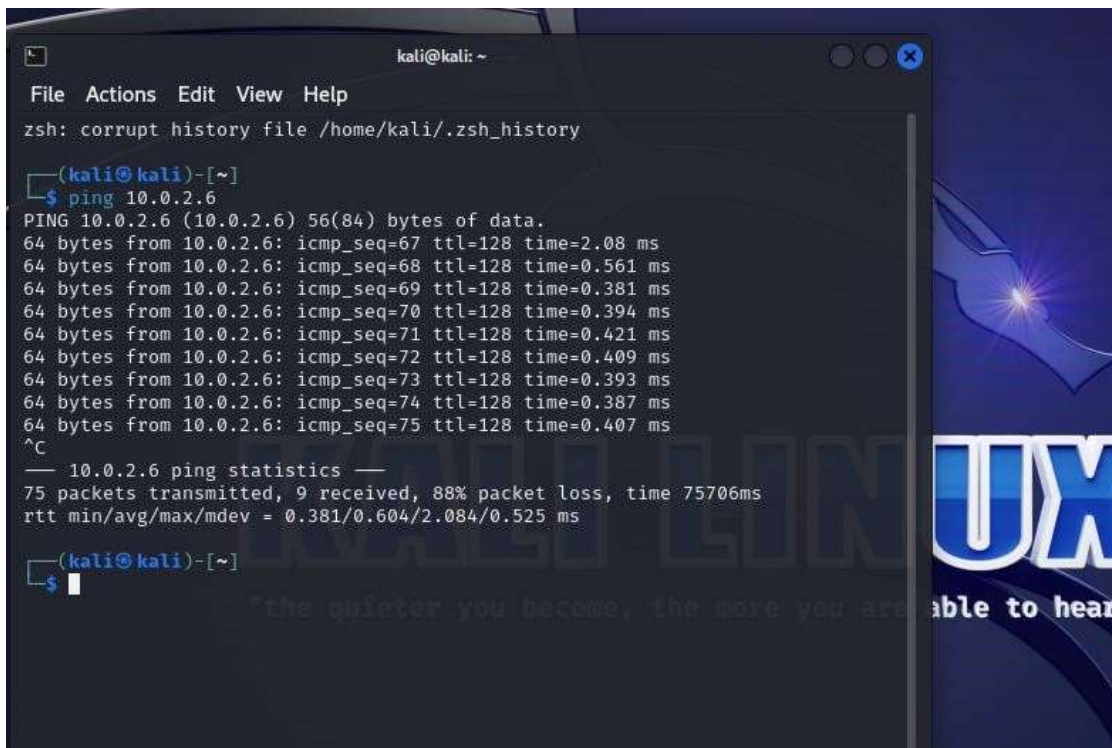 kali@kali: ~
File Actions Edit View Help
zsh: corrupt history file /home/kali/.zsh_history
┌──(kali㉿kali)-[~]
└─$ ping 10.0.2.6
PING 10.0.2.6 (10.0.2.6) 56(84) bytes of data.
64 bytes from 10.0.2.6: icmp_seq=67 ttl=128 time=2.08 ms
64 bytes from 10.0.2.6: icmp_seq=68 ttl=128 time=0.561 ms
64 bytes from 10.0.2.6: icmp_seq=69 ttl=128 time=0.381 ms
64 bytes from 10.0.2.6: icmp_seq=70 ttl=128 time=0.394 ms
64 bytes from 10.0.2.6: icmp_seq=71 ttl=128 time=0.421 ms
64 bytes from 10.0.2.6: icmp_seq=72 ttl=128 time=0.409 ms
64 bytes from 10.0.2.6: icmp_seq=73 ttl=128 time=0.393 ms
64 bytes from 10.0.2.6: icmp_seq=74 ttl=128 time=0.387 ms
64 bytes from 10.0.2.6: icmp_seq=75 ttl=128 time=0.407 ms
^C
— 10.0.2.6 ping statistics —
75 packets transmitted, 9 received, 88% packet loss, time 75706ms
rtt min/avg/max/mdev = 0.381/0.604/2.084/0.525 ms
┌──(kali㉿kali)-[~]
└─$
KALI LINUX
"the quieter you become, the more you are able to hear